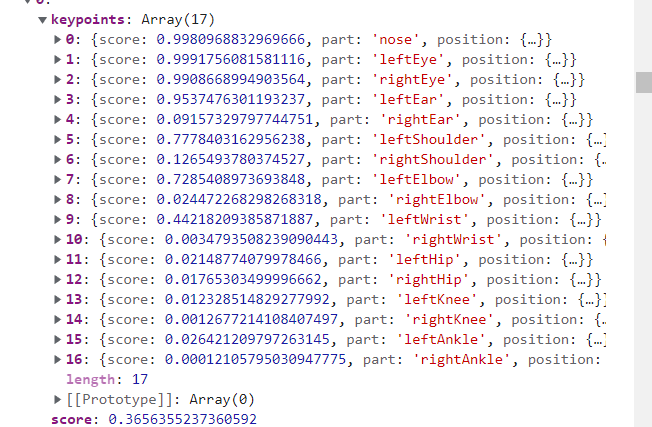 keypoints: Array(17)
0: {score: 0.9980968832969666, part: 'nose', position: {…}}
1: {score: 0.9991756081581116, part: 'leftEye', position: {…}}
2: {score: 0.9908668994903564, part: 'rightEye', position: {…}}
3: {score: 0.9537476301193237, part: 'leftEar', position: {…}}
4: {score: 0.09157329797744751, part: 'rightEar', position: {…}}
5: {score: 0.7778403162956238, part: 'leftShoulder', position: {…}
6: {score: 0.1265493780374527, part: 'rightShoulder', position: {…
7: {score: 0.7285408973693848, part: 'leftElbow', position: {…}}
8: {score: 0.024472268298268318, part: 'rightElbow', position: {…
9: {score: 0.44218209385871887, part: 'leftWrist', position: {…}}
10: {score: 0.0034793508239090443, part: 'rightWrist', position: {
11: {score: 0.02148774079978466, part: 'leftHip', position: {…}}
12: {score: 0.01765303499996662, part: 'rightHip', position: {…}}
13: {score: 0.012328514829277992, part: 'leftKnee', position: {…}
14: {score: 0.0012677214108407497, part: 'rightKnee', position: {…
15: {score: 0.026421209797263145, part: 'leftAnkle', position: {…
16: {score: 0.00012105795030947775, part: 'rightAnkle', position:
length: 17
[[Prototype]]: Array(0)
score: 0.3656355237360592